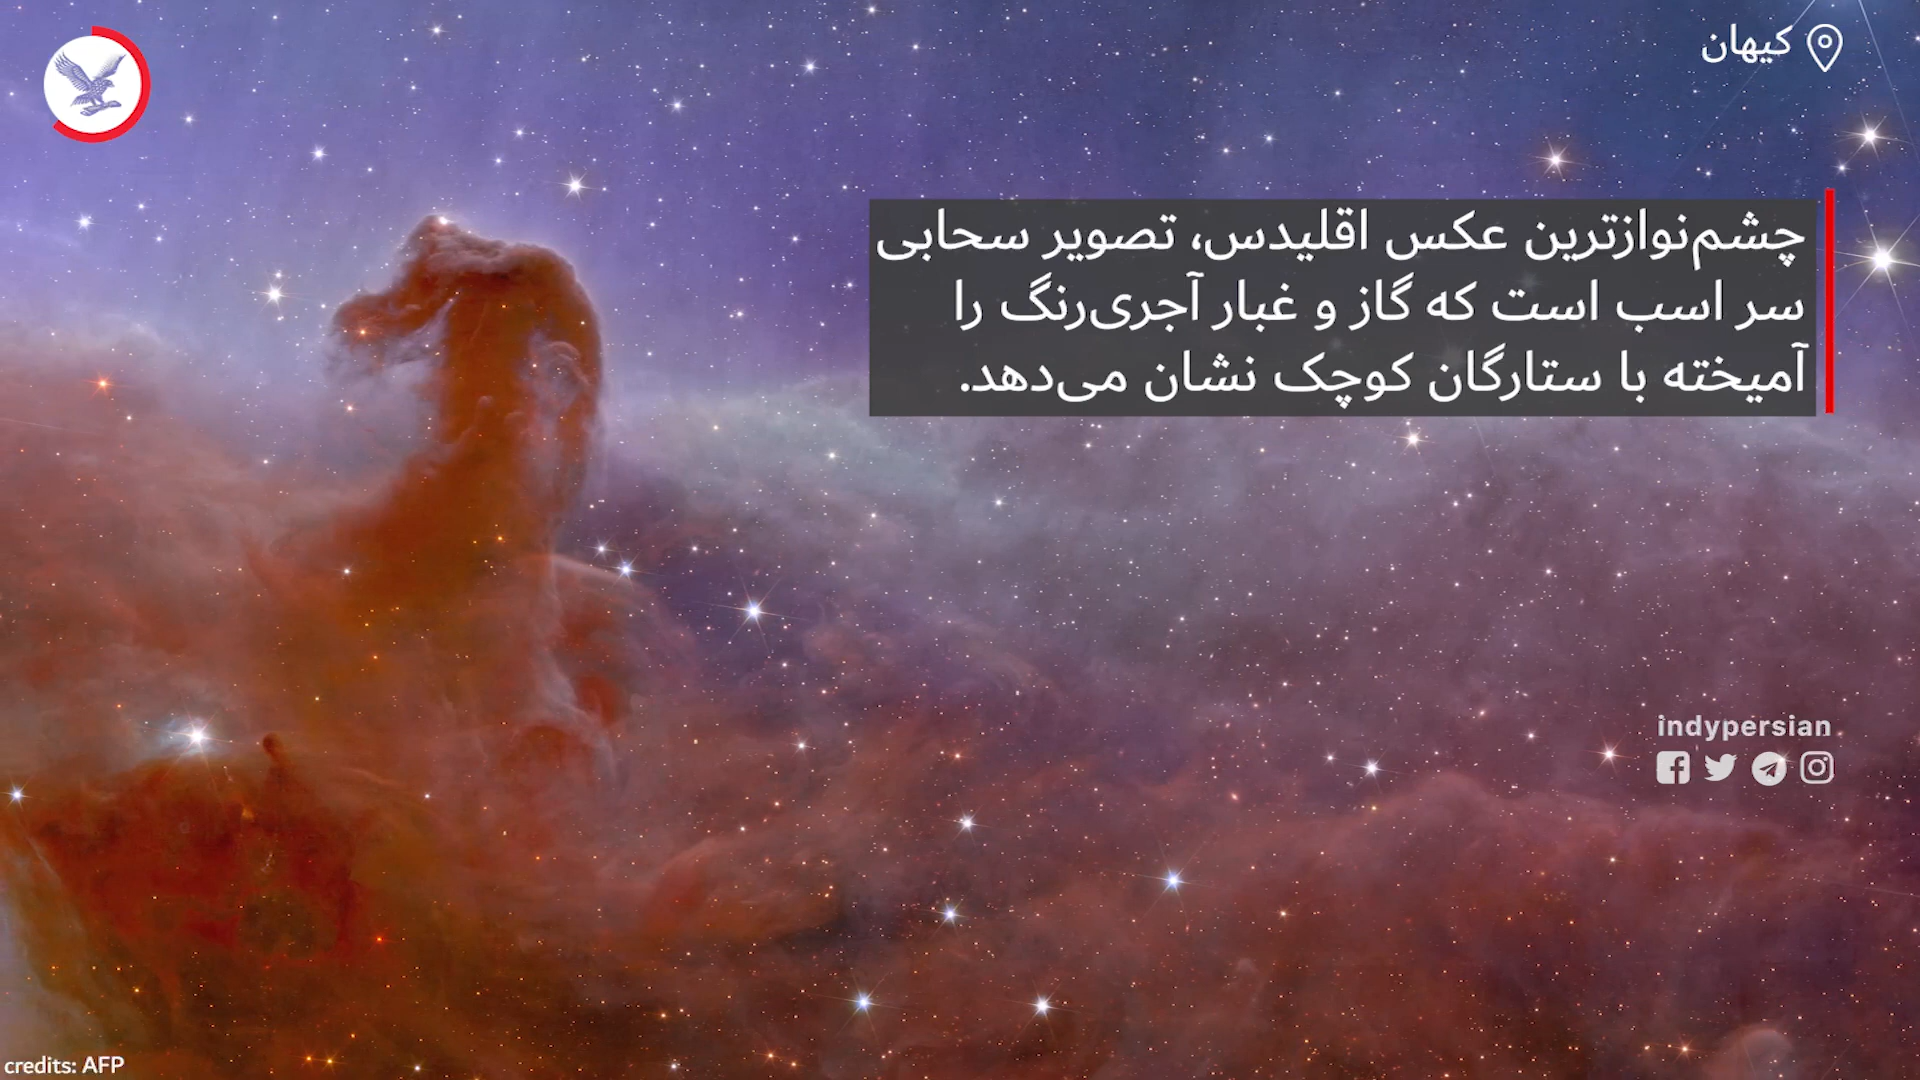 کیهان
چشم‌نوازترین عکس اقلیدس، تصویر سحابی
سر اسب است که گاز و غبار آجری‌رنگ را
آمیخته با ستارگان کوچک نشان می‌دهد.
indypersian
credits: AFP